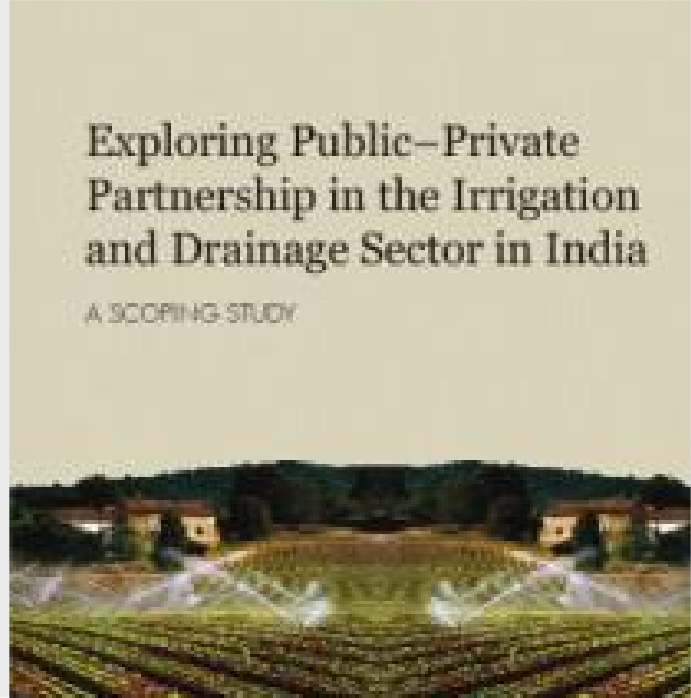 Exploring Public–Private
Partnership in the Irrigation
and Drainage Sector in India
A SCOPING STUDY